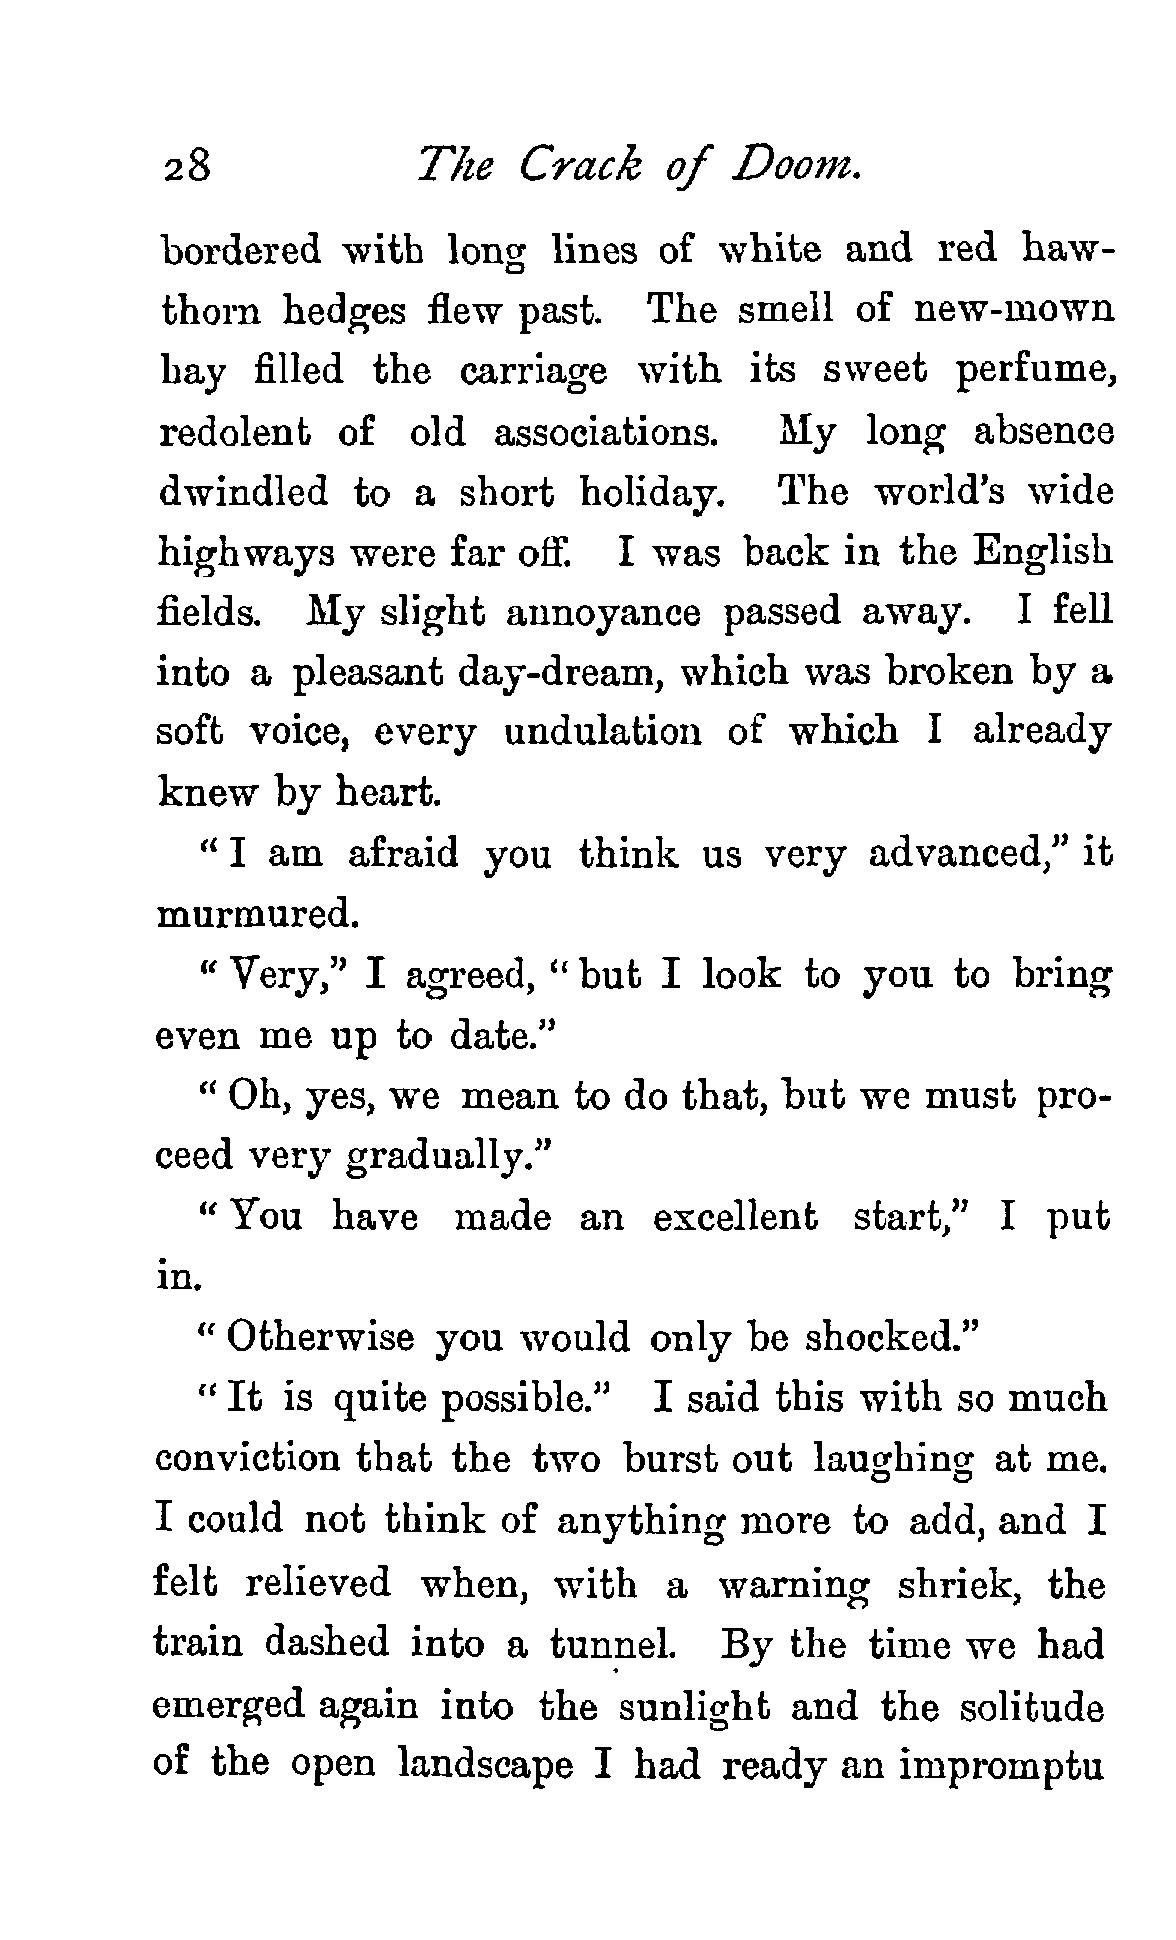 28 The Crack of Doom.
bordered with long lines of white and red haw-
thorn hedges flew past. The smell of new-mown
hay filled the carriage with its sweet perfume,
redolent of old associations. My long absence
dwindled to a short holiday. The world's wide
highways were far off. I was back in the English
fields. My slight annoyance passed away. I fell
into a pleasant day-dream, which was broken by a
soft voice, every undulation of which I already
knew by heart.
“I am afraid you think us very advanced,” it
murmured.
“Very,” I agreed, “but I look to you to bring
even me up to date.”
“Oh, yes, we mean to do that, but we must pro-
ceed very gradually.”
“You have made an excellent start,” I put
in.
“Otherwise you would only be shocked.”
“It is quite possible.” I said this with so much
conviction that the two burst out laughing at me.
I could not think of anything more to add, and I
felt relieved when, with a warning shriek, the
train dashed into a tunnel. By the time we had
emerged again into the sunlight and the solitude
of the open landscape I had ready an impromptu